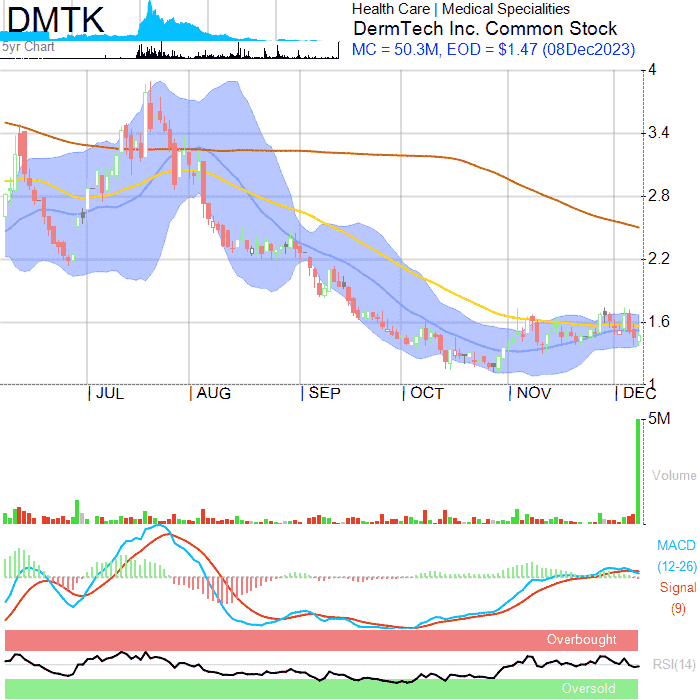 DMTK
5yr Chart
Health Care | Medical Specialities
DermTech Inc. Common Stock
MC = 50.3M, EOD = $1.47 (08Dec2023)
4
3.4
2.8
2.2
1.6
1
JUL AUG SEP OCT NOV DEC
5M
Volume
MACD
(12-26)
Signal
(9)
Overbought
RSI(14)
Oversold